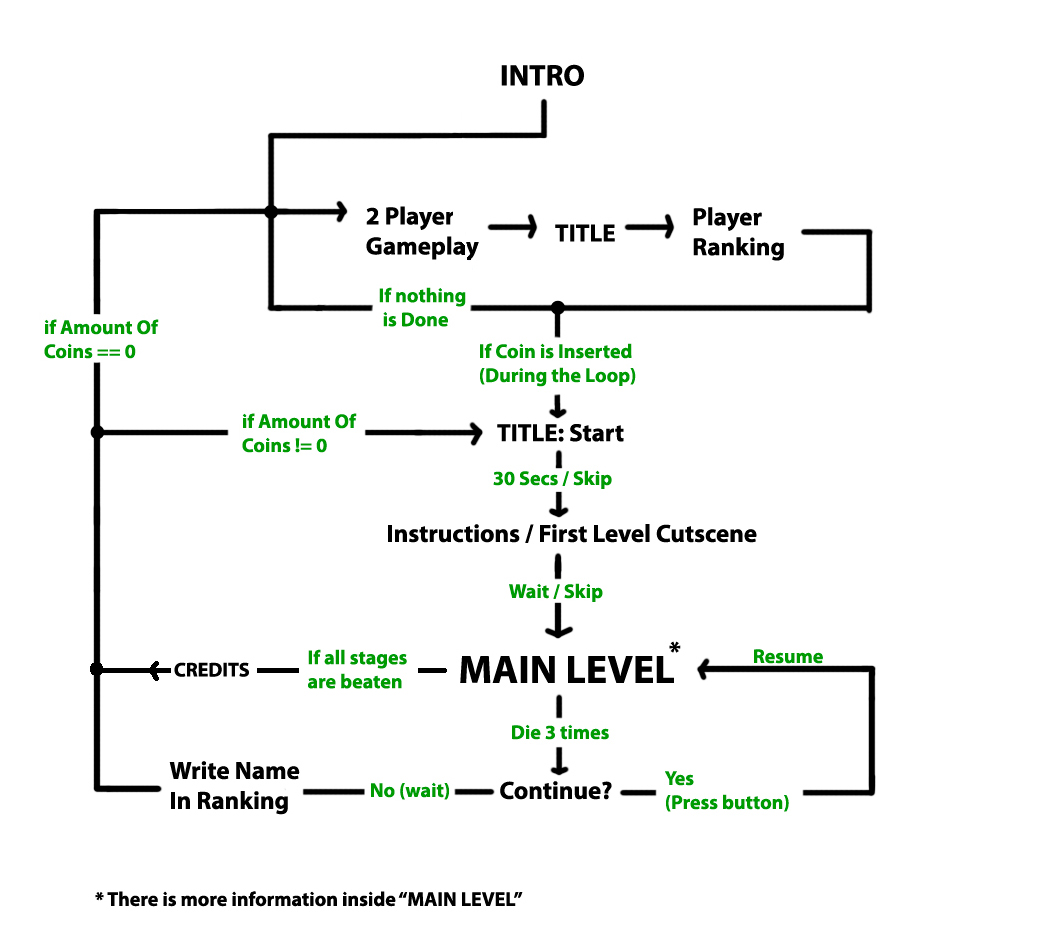 INTRO
2 Player
Gameplay
TITLE
Player
Ranking
If nothing
is Done
if Amount Of
Coins == 0
If Coin is Inserted
(During the Loop)
if Amount Of
Coins != 0
TITLE: Start
30 Secs / Skip
Instructions / First Level Cutscene
Wait / Skip
CREDITS
If all stages
are beaten
MAIN LEVEL*
Resume
Die 3 times
Write Name
In Ranking
No (wait)
Continue?
Yes
(Press button)
* There is more information inside “MAIN LEVEL”